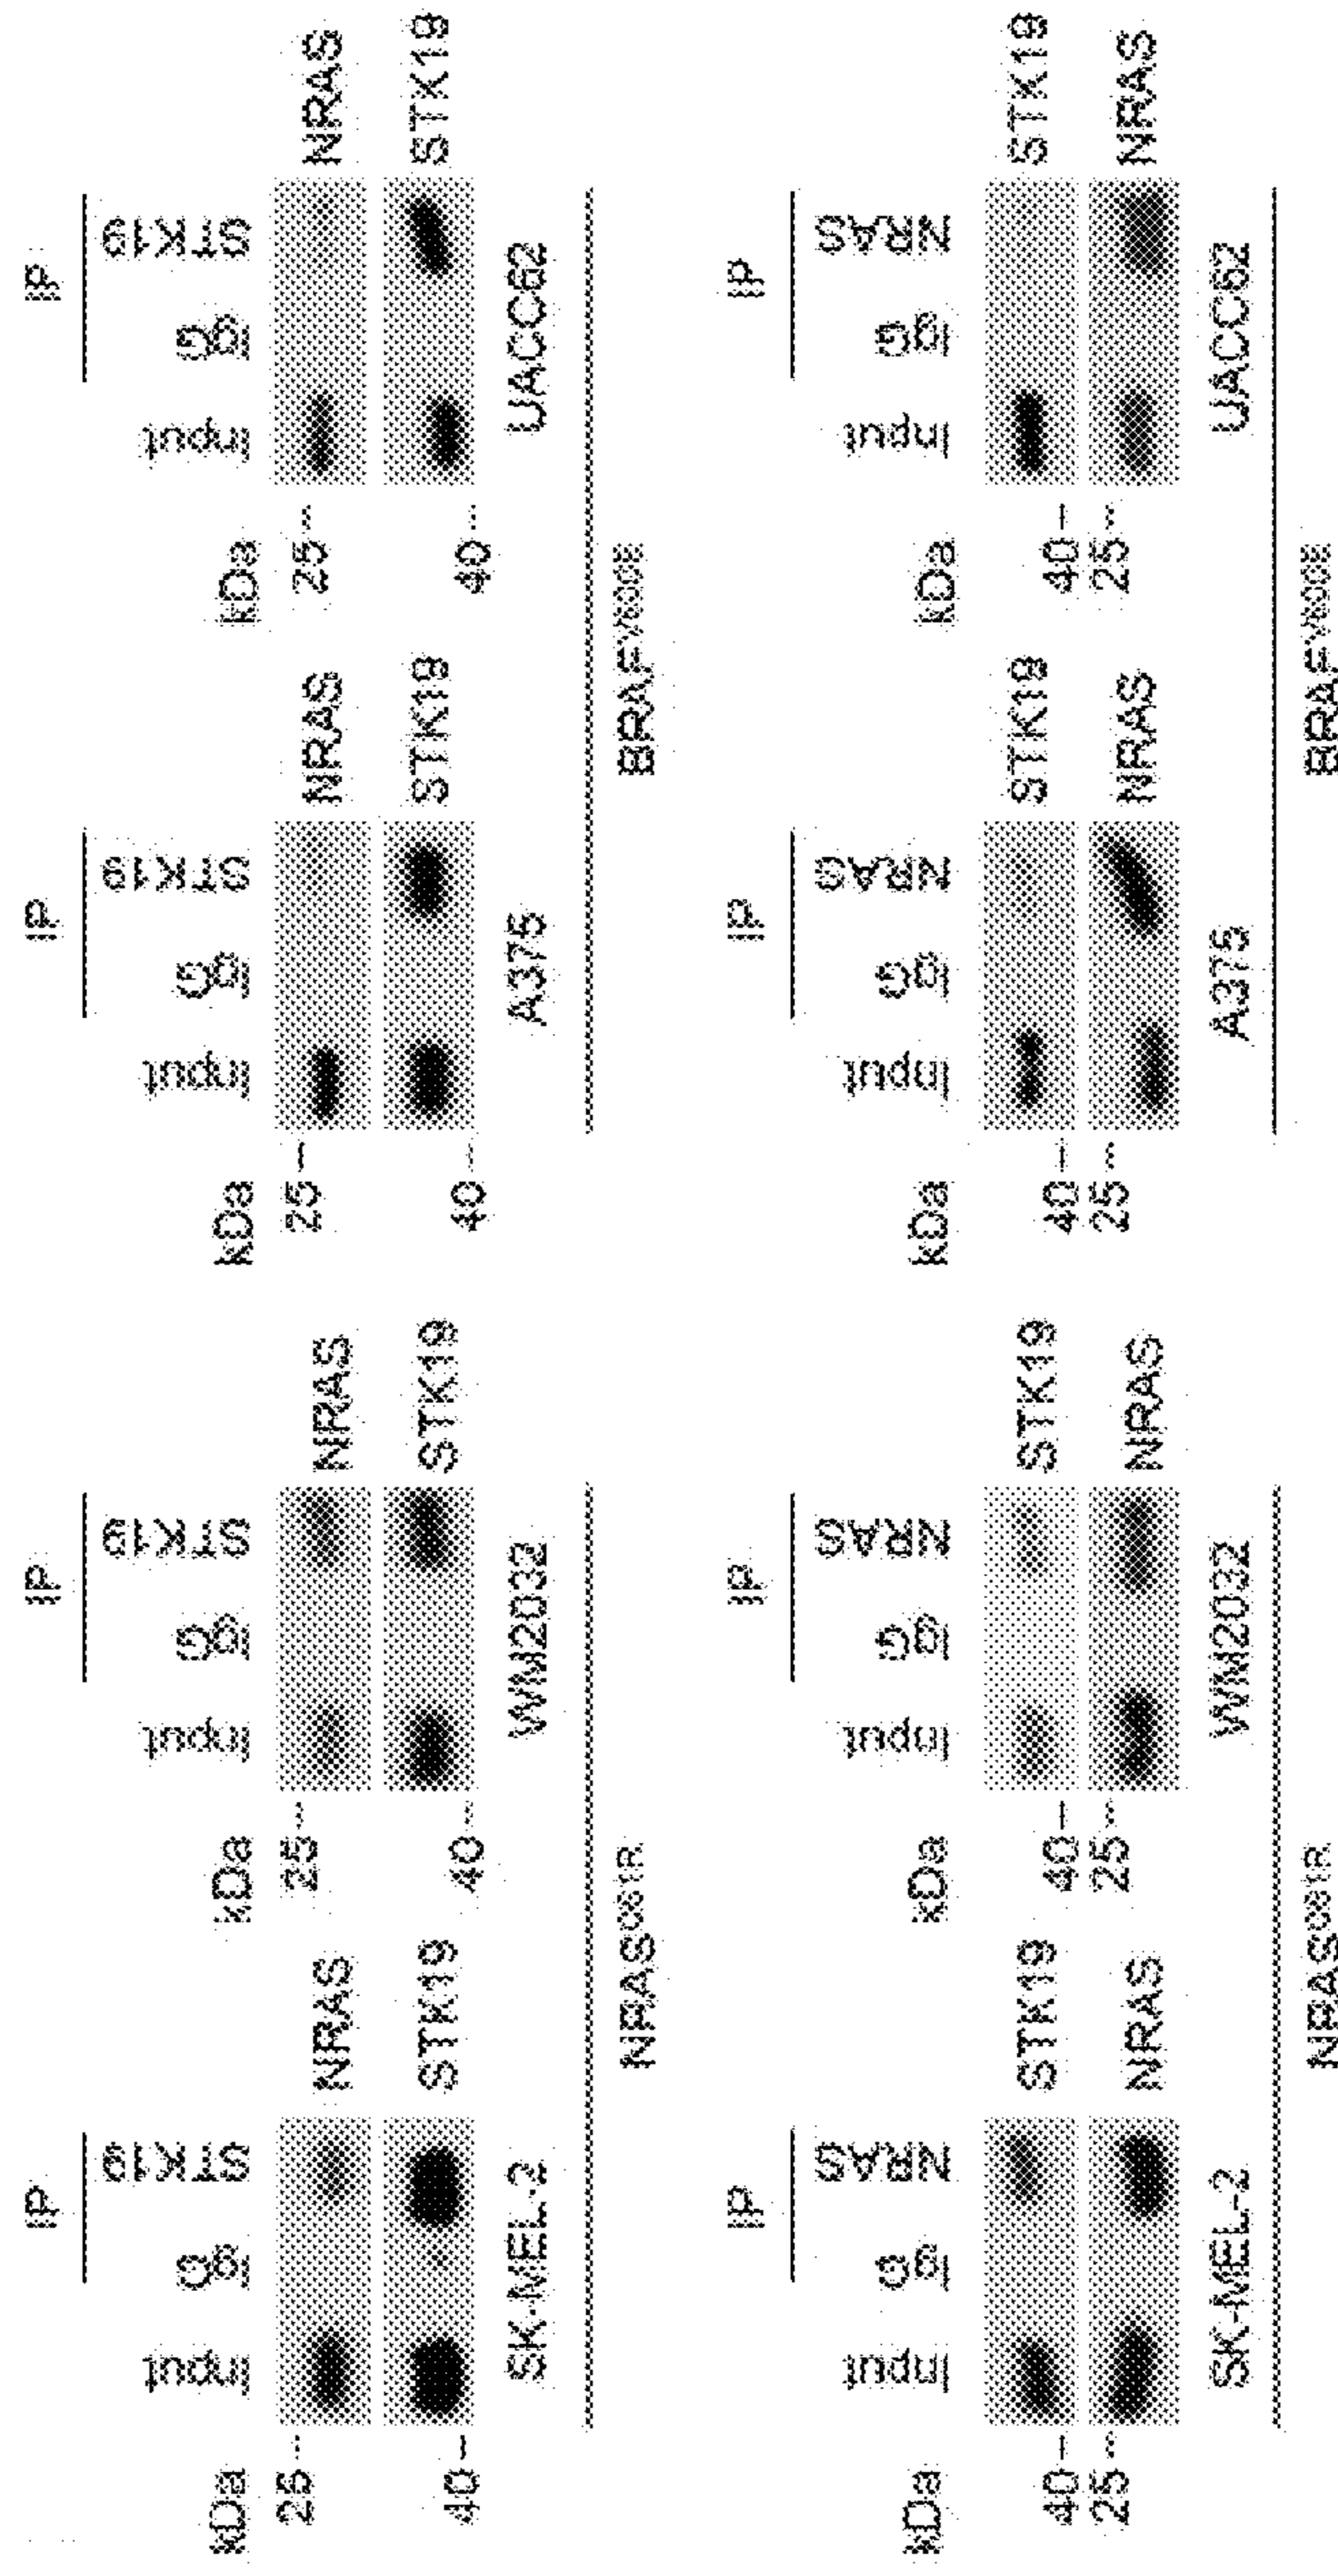 IP IP IP IP
Input IgG STK19 Input IgG STK19 Input IgG STK19 Input IgG STK19
kDa kDa kDa kDa
25 NRAS 25 NRAS 25 NRAS 25 NRAS
40 STK19 40 STK19 40 STK19 40 STK19
SK-MEL-2 WM2032 A375 UACC62
NRASQ61R BRAFV600E
IP IP IP IP
Input IgG NRAS Input IgG NRAS Input IgG NRAS Input IgG NRAS
kDa kDa kDa kDa
40 STK19 40 STK19 40 STK19 40 STK19
25 NRAS 25 NRAS 25 NRAS 25 NRAS
SK-MEL-2 WM2032 A375 UACC62
NRASQ61R BRAFV600E